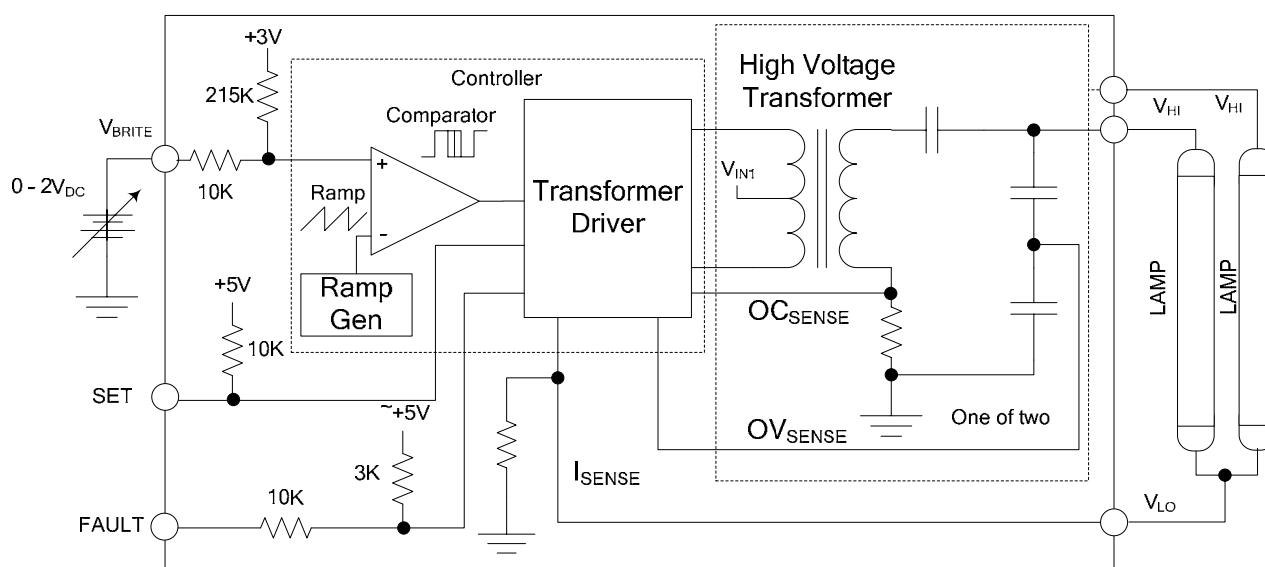 +3V
215K
V_BRITE
10K
0 - 2V_DC
Controller
Comparator
+
-
Ramp
Ramp
Gen
Transformer
Driver
High Voltage
Transformer
V_IN1
V_HI
V_HI
LAMP
LAMP
+5V
10K
SET
OC_SENSE
OV_SENSE
One of two
~+5V
3K
10K
FAULT
I_SENSE
V_LO